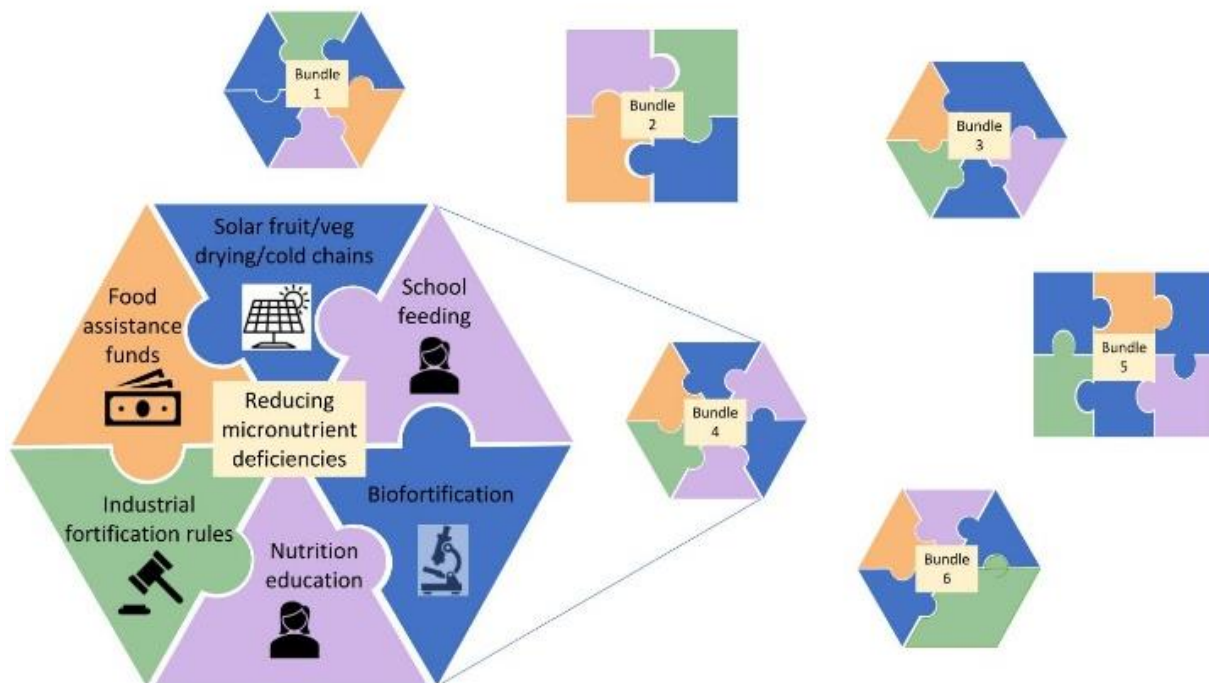 Bundle
1
Bundle
2
Bundle
3
Solar fruit/veg
drying/cold chains
School
feeding
Food
assistance
funds
Reducing
micronutrient
deficiencies
Bundle
4
Bundle
5
Industrial
fortification rules
Biofortification
Nutrition
education
Bundle
6